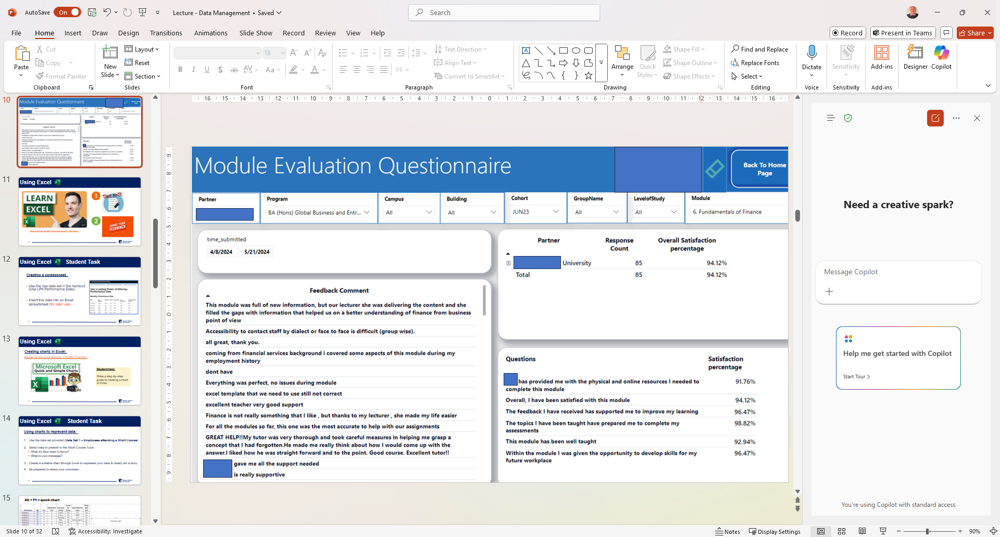 AutoSave On Lecture - Data Management • Saved Search
File Home Insert Draw Design Transitions Animations Slide Show Record Review View Help Record Present in Teams Share
Paste Cut Copy Format Painter Clipboard
New Slide Layout Reset Section Slides
18 Font
Text Direction Align Text Convert to SmartArt Paragraph
Arrange Quick Styles Shape Fill Shape Outline Shape Effects Drawing
Find and Replace Replace Fonts Select Editing
Dictate Voice
Sensitivity Sensitivity
Add-ins Add-ins
Designer Copilot
10
Module Evaluation Questionnaire
11
Using Excel
LEARN EXCEL
1 TAKE NOTE
2 SHARE YOUR FEEDBACK
12
Using Excel Student Task
Creating a spreadsheet.
- Use the raw data set in the handout (Use LPA Performance Data).
- Insert this data into an Excel spreadsheet (for later use).
Use a Lasting Power of Attorney Performance Data
Monthly Performance Data
13
Using Excel
Creating charts in Excel:
Excel Quick and Simple Charts Tutorial
Microsoft Excel Quick and Simple Charts
Student task:
Make a step-by-step guide to creating a chart in Excel.
14
Using Excel Student Task
Using charts to represent data:
1. Use the data set provided (Data Set 1 – Employees attending a Short Course).
2. Select data to present to the Short Course Tutor:
• What do they need to know?
• What is your message?
3. Create a suitable chart through Excel to represent your data & clearly tell a story.
4. Be prepared to share your outcomes.
15
Alt + F1 = quick chart
Module Evaluation Questionnaire
Back To Home Page
Partner
Program
BA (Hons) Global Business and Entr...
Campus
All
Building
All
Cohort
JUN23
GroupName
All
LevelofStudy
All
Module
6. Fundamentals of Finance
time_submitted
4/8/2024 5/21/2024
Feedback Comment
This module was full of new information, but our lecturer she was delivering the content and she
filled the gaps with information that helped us on a better understanding of finance from business
point of view
Accessibility to contact staff by dialect or face to face is difficult (group wise).
all great, thank you.
coming from financial services background i covered some aspects of this module during my
employment history
dont have
Everything was perfect, no issues during module
excel template that we need to use still not correct
excellent teacher very good support
Finance is not really something that I like , but thanks to my lecturer , she made my life easier
For all the modules so far, this one was the most accurate to help with our assignments
GREAT HELP!!My tutor was very thorough and took careful measures in helping me grasp a
concept that I had forgotten.He made me really think about how I would come up with the
answer.I liked how he was straight forward and to the point. Good course. Excellent tutor!!
gave me all the support needed
is really supportive
Partner Response Count Overall Satisfaction percentage
University 85 94.12%
Total 85 94.12%
Questions Satisfaction percentage
has provided me with the physical and online resources I needed to complete this module 91.76%
Overall, I have been satisfied with this module 94.12%
The feedback I have received has supported me to improve my learning 96.47%
The topics I have been taught have prepared me to complete my assessments 98.82%
This module has been well taught 92.94%
Within the module I was given the opportunity to develop skills for my future workplace 96.47%
Need a creative spark?
Message Copilot
Help me get started with Copilot
Start Tour
You're using Copilot with standard access
Slide 10 of 32 Accessibility: Investigate Notes Display Settings 90%